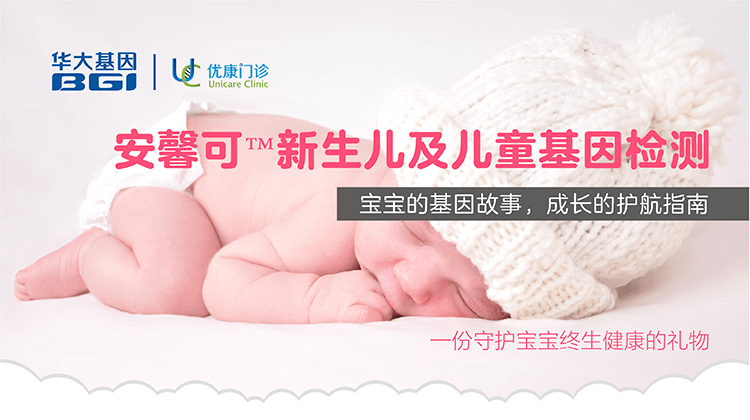 华大基因
BGI
优康门诊
Unicare Clinic
安馨可™新生儿及儿童基因检测
宝宝的基因故事，成长的护航指南
一份守护宝宝终生健康的礼物